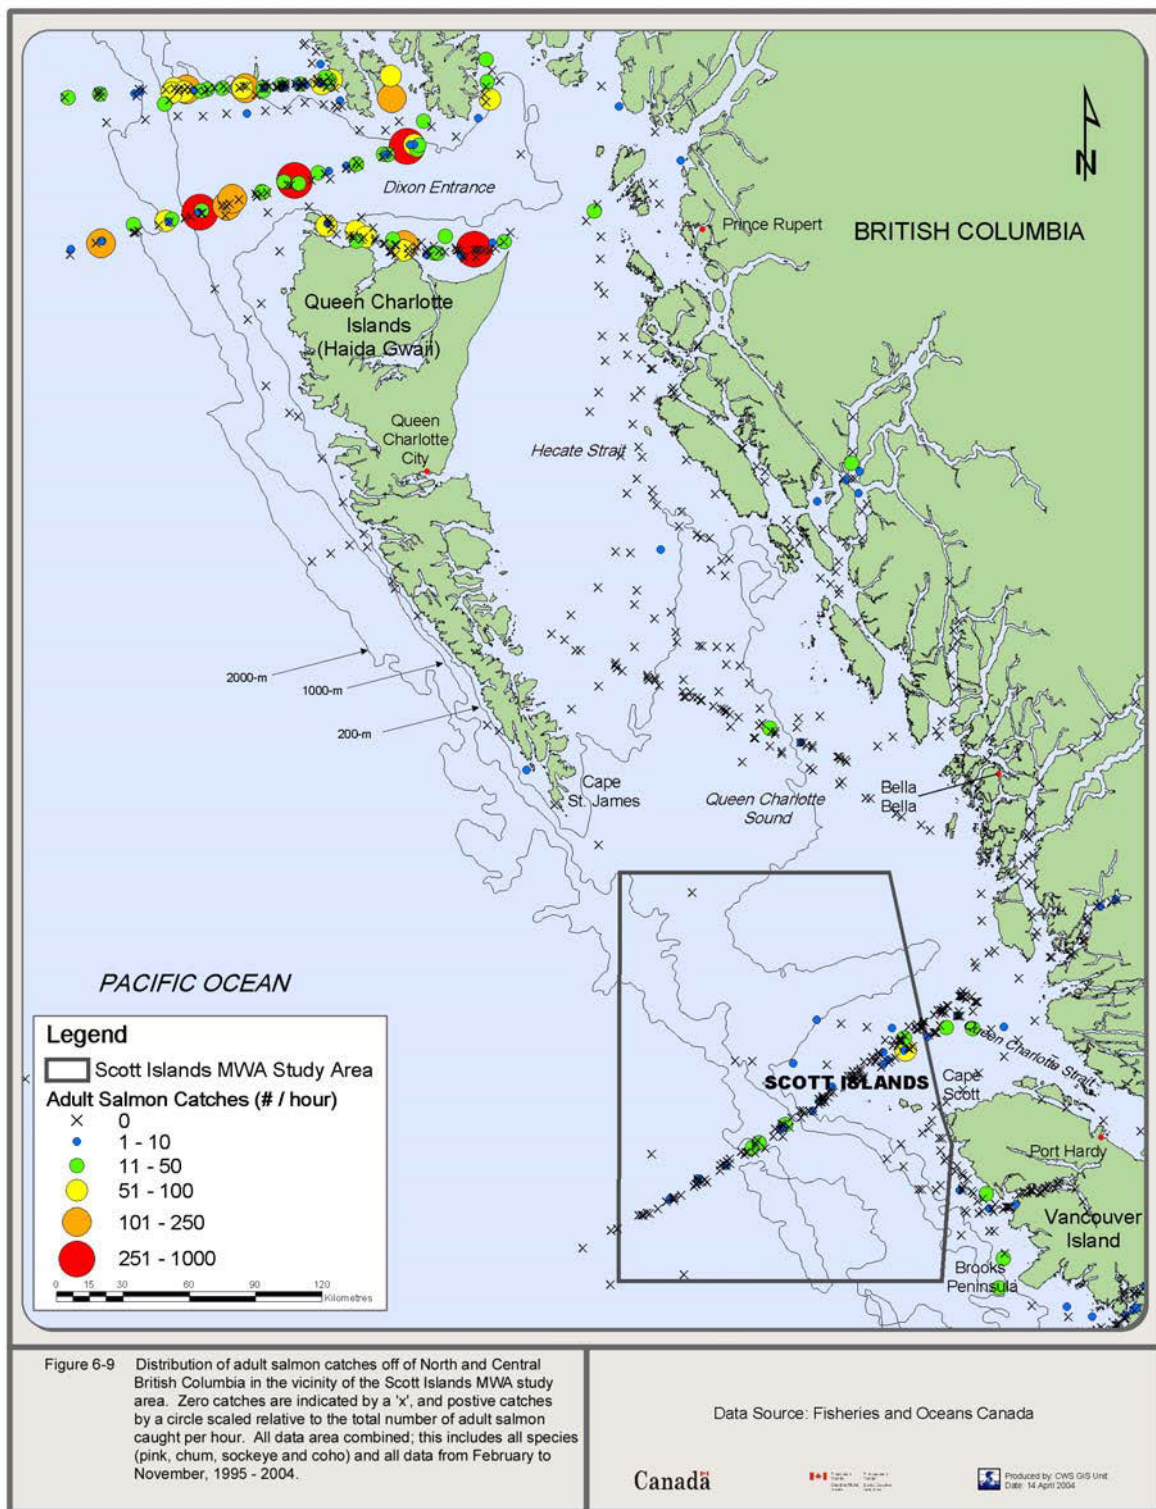 Dixon Entrance
Prince Rupert
BRITISH COLUMBIA
N
Queen Charlotte
Islands
(Haida Gwaii)
Queen
Charlotte
City
Hecate Strait
2000-m
1000-m
200-m
Cape
St. James
Queen Charlotte
Sound
Bella
Bella
PACIFIC OCEAN
Queen Charlotte Strait
SCOTT ISLANDS
Cape
Scott
Port Hardy
Vancouver
Island
Brooks
Peninsula
Legend
Scott Islands MWA Study Area
Adult Salmon Catches (# / hour)
0
1 - 10
11 - 50
51 - 100
101 - 250
251 - 1000
0 15 30 60 90 120
Kilometres
Figure 6-9 Distribution of adult salmon catches off of North and Central
British Columbia in the vicinity of the Scott Islands MWA study
area. Zero catches are indicated by a 'x', and postive catches
by a circle scaled relative to the total number of adult salmon
caught per hour. All data area combined; this includes all species
(pink, chum, sockeye and coho) and all data from February to
November, 1995 - 2004.
Data Source: Fisheries and Oceans Canada
Canada
Produced by: CWS GIS Unit
Date: 14 April 2004